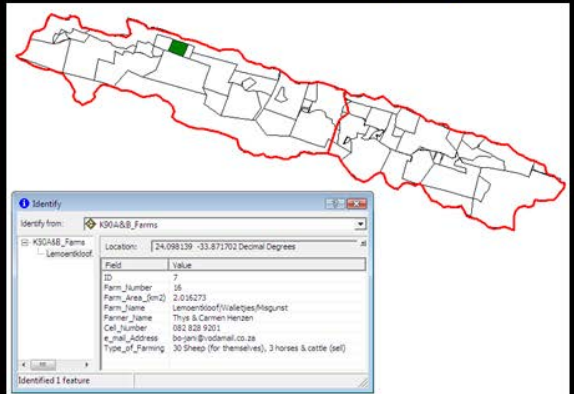 Identify
Identify from: K90A&B_Farms
K90A&B_Farms
Lemoentkloof
Location: 24.098139 -33.871702 Decimal Degrees
Field Value
ID 7
Farm_Number 16
Farm_Area_(km2) 2.016273
Farm_Name Lemoentkloof/Walletjes/Misgunst
Farmer_Name Thys & Carmen Henzen
Cel_Number 082 828 9201
e_mail_Address bo-jani@vodamail.co.za
Type_of_Farming 30 Sheep (for themselves), 3 horses & cattle (sell)
Identified 1 feature